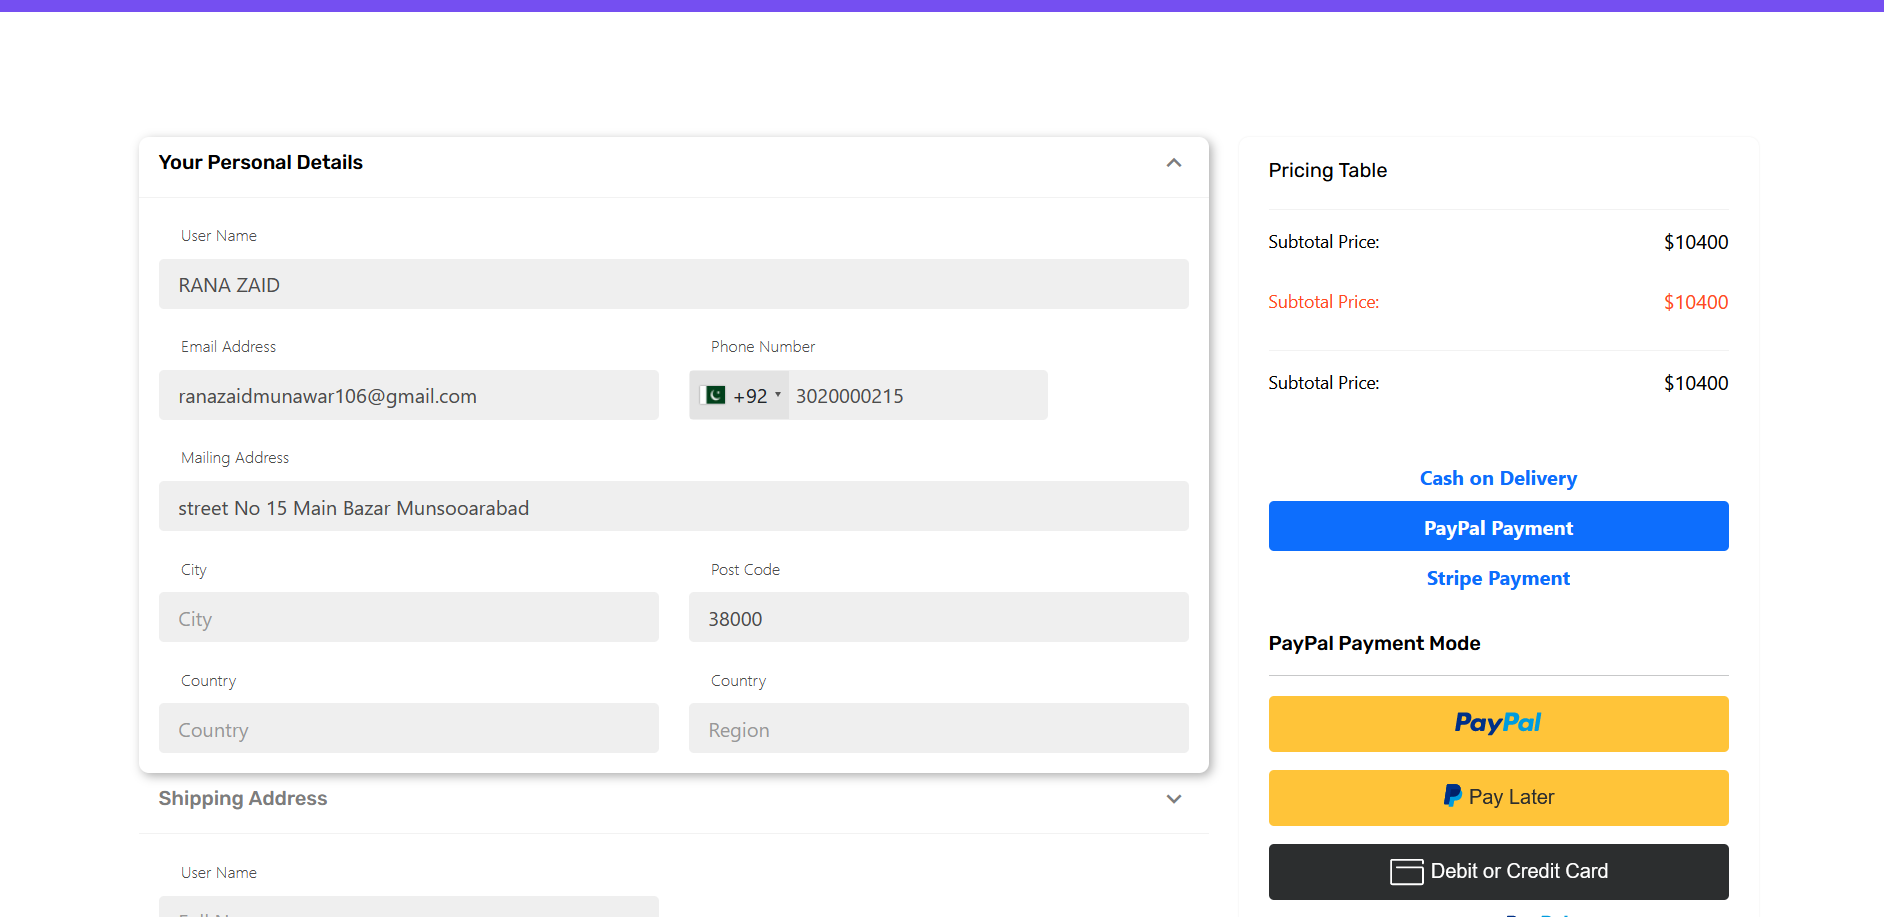 Your Personal Details
User Name
RANA ZAID
Email Address
Phone Number
ranazaidmunawar106@gmail.com
+92 3020000215
Mailing Address
street No 15 Main Bazar Munsooarabad
City
Post Code
City
38000
Country
Country
Country
Region
Shipping Address
User Name
Pricing Table
Subtotal Price: $10400
Subtotal Price: $10400
Subtotal Price: $10400
Cash on Delivery
PayPal Payment
Stripe Payment
PayPal Payment Mode
PayPal
Pay Later
Debit or Credit Card